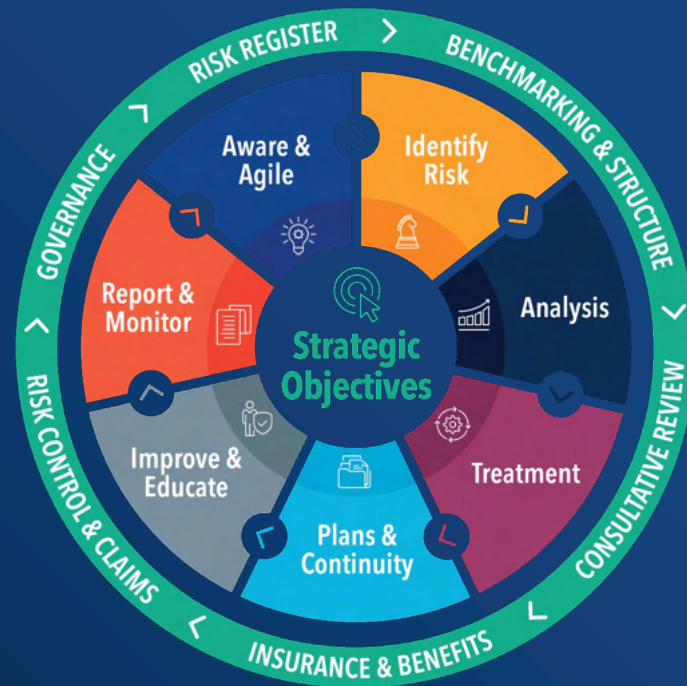 RISK REGISTER
BENCHMARKING & STRUCTURE
CONSULTATIVE REVIEW
INSURANCE & BENEFITS
RISK CONTROL & CLAIMS
GOVERNANCE
Aware &
Agile
Identify
Risk
Analysis
Treatment
Plans &
Continuity
Improve &
Educate
Report &
Monitor
Strategic
Objectives